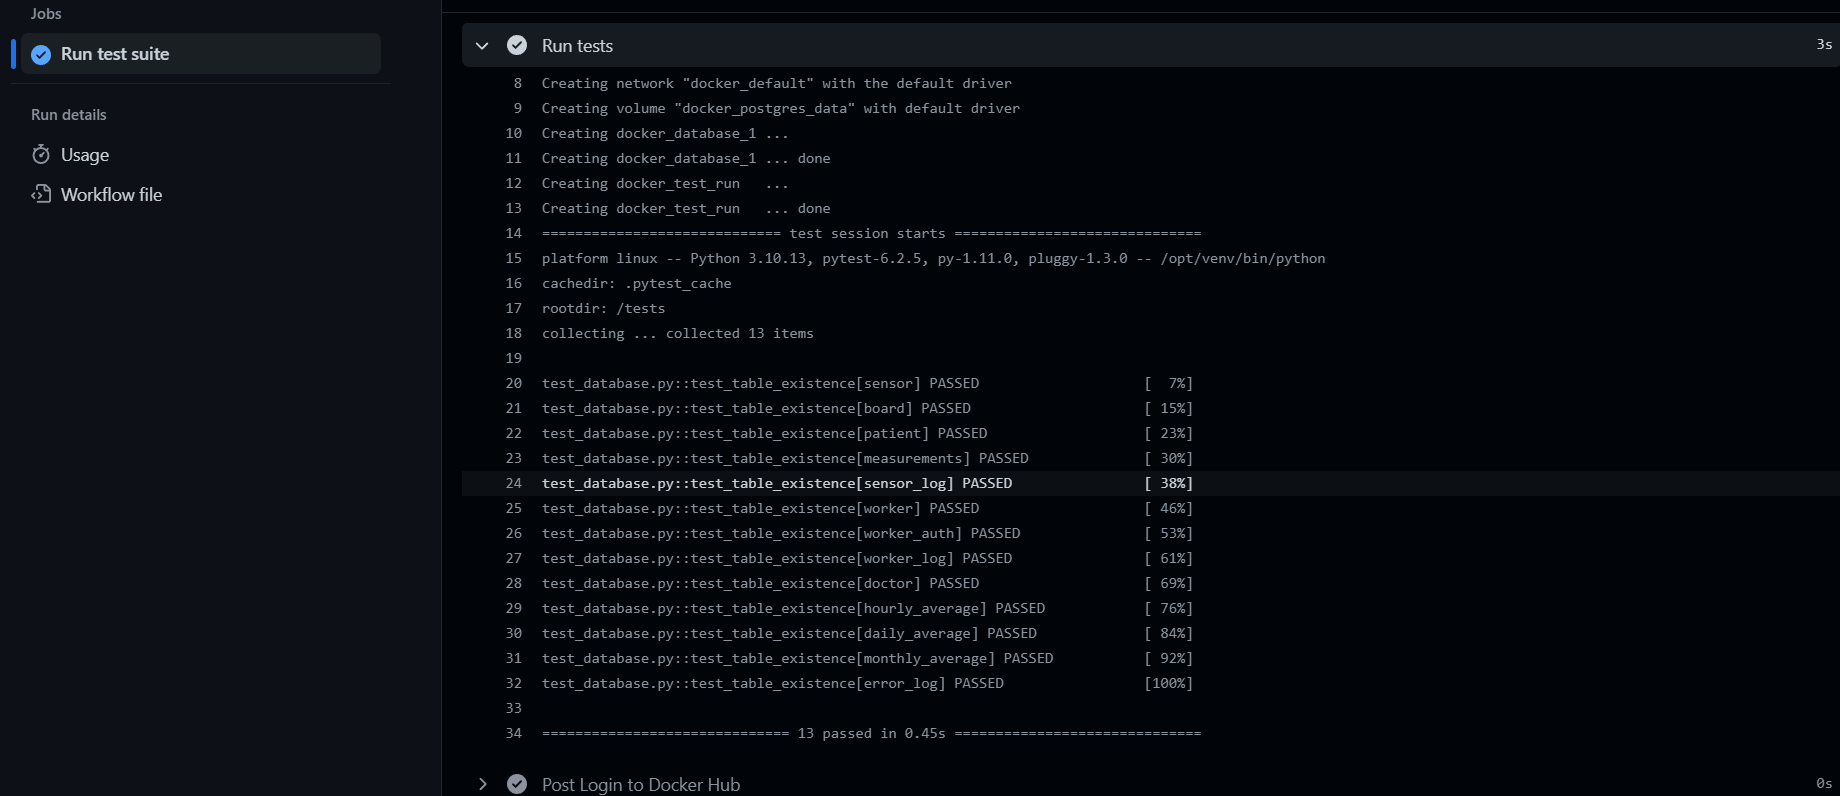 Jobs
Run test suite
Run details
Usage
Workflow file
Run tests 3s
8 Creating network "docker_default" with the default driver
9 Creating volume "docker_postgres_data" with default driver
10 Creating docker_database_1 ...
11 Creating docker_database_1 ... done
12 Creating docker_test_run   ...
13 Creating docker_test_run   ... done
14 ============================= test session starts ==============================
15 platform linux -- Python 3.10.13, pytest-6.2.5, py-1.11.0, pluggy-1.3.0 -- /opt/venv/bin/python
16 cachedir: .pytest_cache
17 rootdir: /tests
18 collecting ... collected 13 items
19
20 test_database.py::test_table_existence[sensor] PASSED                    [  7%]
21 test_database.py::test_table_existence[board] PASSED                     [ 15%]
22 test_database.py::test_table_existence[patient] PASSED                   [ 23%]
23 test_database.py::test_table_existence[measurements] PASSED              [ 30%]
24 test_database.py::test_table_existence[sensor_log] PASSED                [ 38%]
25 test_database.py::test_table_existence[worker] PASSED                    [ 46%]
26 test_database.py::test_table_existence[worker_auth] PASSED               [ 53%]
27 test_database.py::test_table_existence[worker_log] PASSED                [ 61%]
28 test_database.py::test_table_existence[doctor] PASSED                    [ 69%]
29 test_database.py::test_table_existence[hourly_average] PASSED            [ 76%]
30 test_database.py::test_table_existence[daily_average] PASSED             [ 84%]
31 test_database.py::test_table_existence[monthly_average] PASSED           [ 92%]
32 test_database.py::test_table_existence[error_log] PASSED                 [100%]
33
34 ============================== 13 passed in 0.45s ==============================
Post Login to Docker Hub 0s